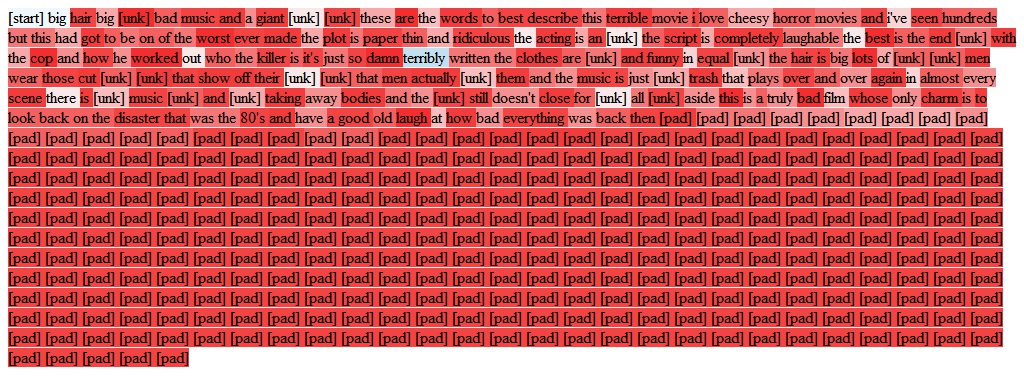 [start] big hair big [unk] bad music and a giant [unk] [unk] these are the words to best describe this terrible movie i love cheesy horror movies and i've seen hundreds
but this had got to be on of the worst ever made the plot is paper thin and ridiculous the acting is an [unk] the script is completely laughable the best is the end [unk] with
the cop and how he worked out who the killer is it's just so damn terribly written the clothes are [unk] and funny in equal [unk] the hair is big lots of [unk] [unk] men
wear those cut [unk] [unk] that show off their [unk] [unk] that men actually [unk] them and the music is just [unk] trash that plays over and over again in almost every
scene there is [unk] music [unk] and [unk] taking away bodies and the [unk] still doesn't close for [unk] all [unk] aside this is a truly bad film whose only charm is to
look back on the disaster that was the 80's and have a good old laugh at how bad everything was back then [pad] [pad] [pad] [pad] [pad] [pad] [pad] [pad] [pad]
[pad] [pad] [pad] [pad] [pad] [pad] [pad] [pad] [pad] [pad] [pad] [pad] [pad] [pad] [pad] [pad] [pad] [pad] [pad] [pad] [pad] [pad] [pad] [pad] [pad] [pad] [pad]
[pad] [pad] [pad] [pad] [pad] [pad] [pad] [pad] [pad] [pad] [pad] [pad] [pad] [pad] [pad] [pad] [pad] [pad] [pad] [pad] [pad] [pad] [pad] [pad] [pad] [pad] [pad]
[pad] [pad] [pad] [pad] [pad] [pad] [pad] [pad] [pad] [pad] [pad] [pad] [pad] [pad] [pad] [pad] [pad] [pad] [pad] [pad] [pad] [pad] [pad] [pad] [pad] [pad] [pad]
[pad] [pad] [pad] [pad] [pad] [pad] [pad] [pad] [pad] [pad] [pad] [pad] [pad] [pad] [pad] [pad] [pad] [pad] [pad] [pad] [pad] [pad] [pad] [pad] [pad] [pad] [pad]
[pad] [pad] [pad] [pad] [pad] [pad] [pad] [pad] [pad] [pad] [pad] [pad] [pad] [pad] [pad] [pad] [pad] [pad] [pad] [pad] [pad] [pad] [pad] [pad] [pad] [pad] [pad]
[pad] [pad] [pad] [pad] [pad] [pad] [pad] [pad] [pad] [pad] [pad] [pad] [pad] [pad] [pad] [pad] [pad] [pad] [pad] [pad] [pad] [pad] [pad] [pad] [pad] [pad] [pad]
[pad] [pad] [pad] [pad] [pad] [pad] [pad] [pad] [pad] [pad] [pad] [pad] [pad] [pad] [pad] [pad] [pad] [pad] [pad] [pad] [pad] [pad] [pad] [pad] [pad] [pad] [pad]
[pad] [pad] [pad] [pad] [pad] [pad] [pad] [pad] [pad] [pad] [pad] [pad] [pad] [pad] [pad] [pad] [pad] [pad] [pad] [pad] [pad] [pad] [pad] [pad] [pad] [pad] [pad]
[pad] [pad] [pad] [pad] [pad] [pad] [pad] [pad] [pad] [pad] [pad] [pad] [pad] [pad] [pad] [pad] [pad] [pad] [pad] [pad] [pad] [pad] [pad] [pad] [pad] [pad] [pad]
[pad] [pad] [pad] [pad] [pad] [pad] [pad] [pad] [pad] [pad] [pad] [pad] [pad] [pad] [pad] [pad] [pad] [pad] [pad] [pad] [pad] [pad] [pad] [pad] [pad] [pad] [pad]
[pad] [pad] [pad] [pad] [pad] [pad] [pad] [pad] [pad] [pad] [pad] [pad] [pad] [pad] [pad] [pad] [pad] [pad] [pad] [pad] [pad] [pad] [pad] [pad] [pad] [pad] [pad]
[pad] [pad] [pad] [pad] [pad]